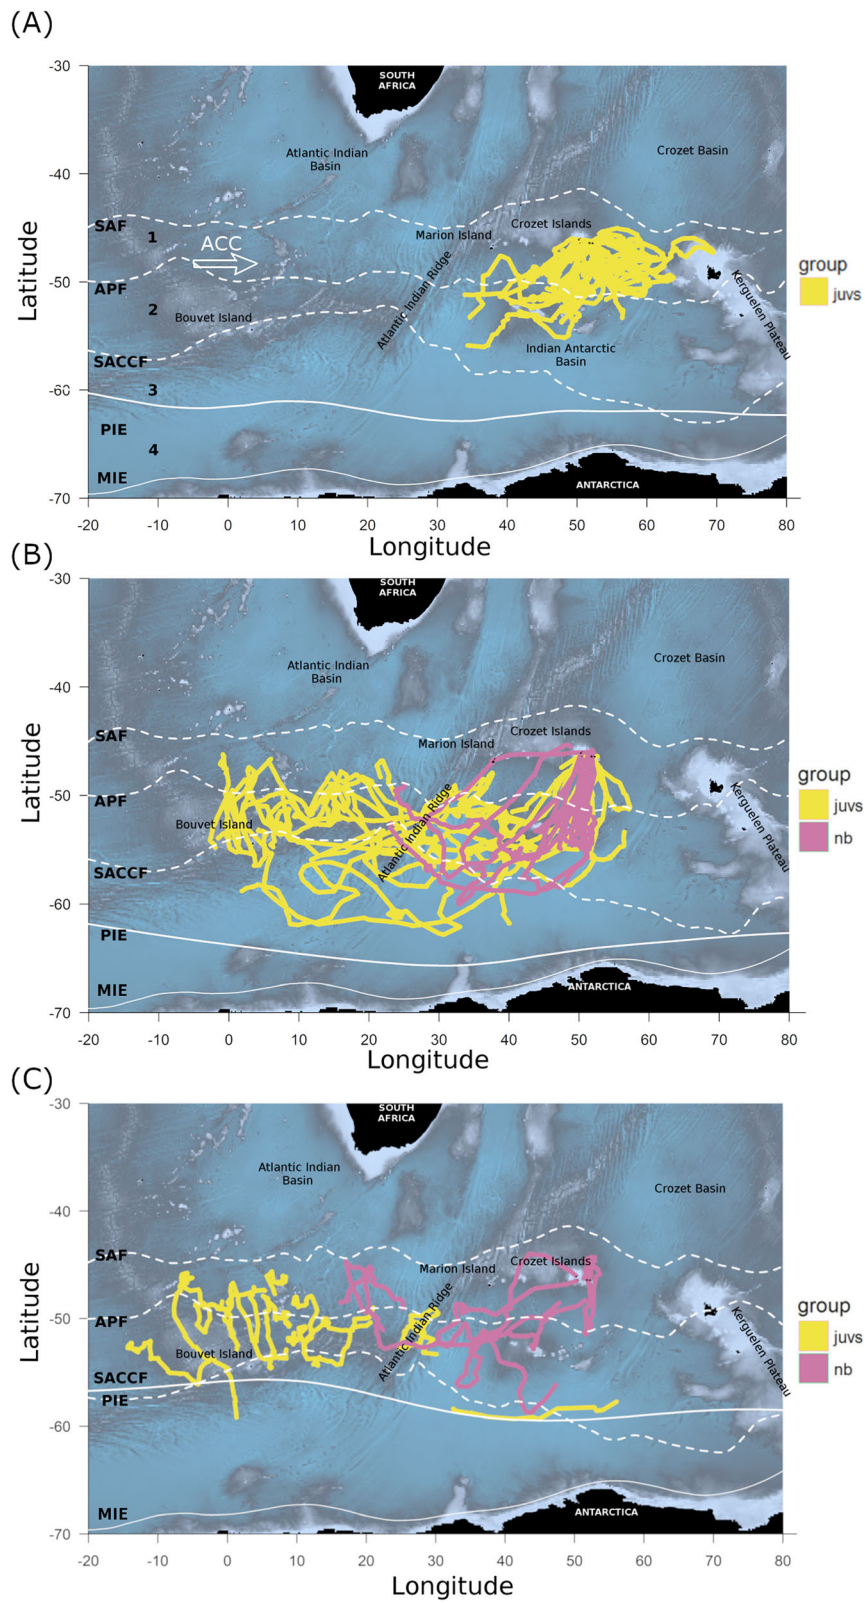 (A)
-30
SOUTH
AFRICA
Atlantic Indian
Basin
Crozet Basin
-40
SAF
1
ACC
Marion Island
Crozet Islands
Latitude
-50
APF
2
Bouvet Island
Atlantic Indian Ridge
Kerguelen Plateau
group
juvs
Indian Antarctic
Basin
SACCF
-60
3
PIE
4
MIE
ANTARCTICA
-70
-20 -10 0 10 20 30 40 50 60 70 80
Longitude
(B)
-30
SOUTH
AFRICA
Atlantic Indian
Basin
Crozet Basin
-40
SAF
Marion Island
Crozet Islands
Latitude
-50
APF
Bouvet Island
Atlantic Indian Ridge
Kerguelen Plateau
group
juvs
nb
SACCF
-60
PIE
MIE
ANTARCTICA
-70
-20 -10 0 10 20 30 40 50 60 70 80
Longitude
(C)
-30
SOUTH
AFRICA
Atlantic Indian
Basin
Crozet Basin
-40
SAF
Marion Island
Crozet Islands
Latitude
-50
APF
Bouvet Island
Atlantic Indian Ridge
Kerguelen Plateau
group
juvs
nb
SACCF
PIE
-60
MIE
ANTARCTICA
-70
-20 -10 0 10 20 30 40 50 60 70 80
Longitude